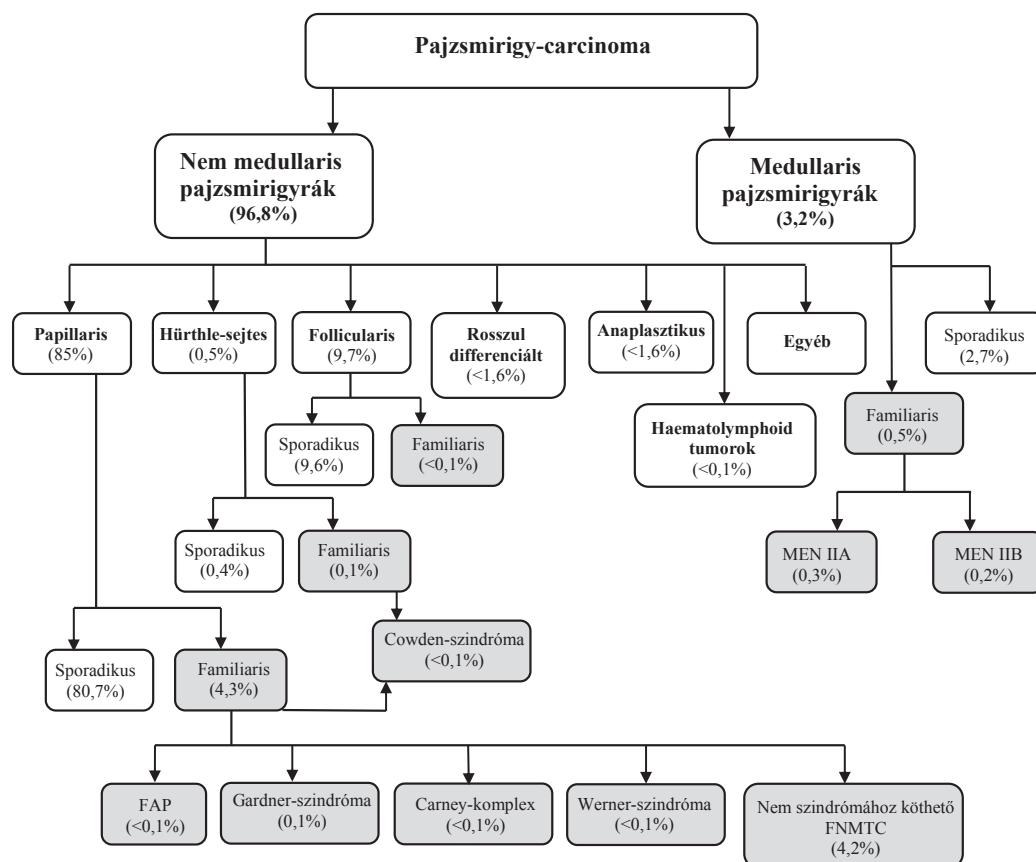 Pajzsmirigy-carcinoma
Nem medullaris
pajzsmirigyrák
(96,8%)
Medullaris
pajzsmirigyrák
(3,2%)
Papillaris
(85%)
Hürthle-sejtes
(0,5%)
Follicularis
(9,7%)
Rosszul
differenciált
(<1,6%)
Anaplasztikus
(<1,6%)
Egyéb
Sporadikus
(2,7%)
Sporadikus
(9,6%)
Familiaris
(<0,1%)
Haematolymphoid
tumorok
(<0,1%)
Familiaris
(0,5%)
Sporadikus
(0,4%)
Familiaris
(0,1%)
MEN IIA
(0,3%)
MEN IIB
(0,2%)
Sporadikus
(80,7%)
Familiaris
(4,3%)
Cowden-szindróma
(<0,1%)
FAP
(<0,1%)
Gardner-szindróma
(0,1%)
Carney-komplex
(<0,1%)
Werner-szindróma
(<0,1%)
Nem szindrómához köthető
FNMTC
(4,2%)